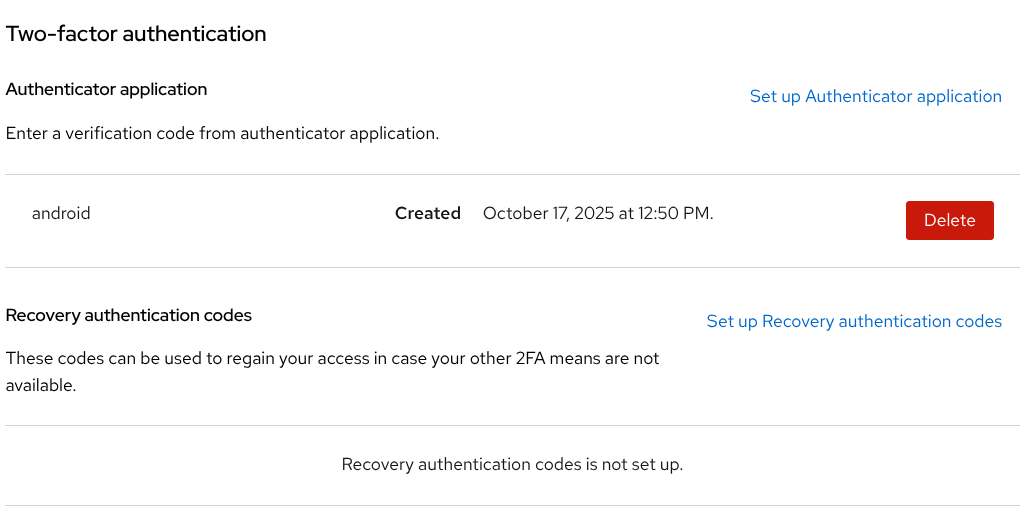 Two-factor authentication
Authenticator application
Set up Authenticator application
Enter a verification code from authenticator application.
android Created October 17, 2025 at 12:50 PM. Delete
Recovery authentication codes
Set up Recovery authentication codes
These codes can be used to regain your access in case your other 2FA means are not
available.
Recovery authentication codes is not set up.